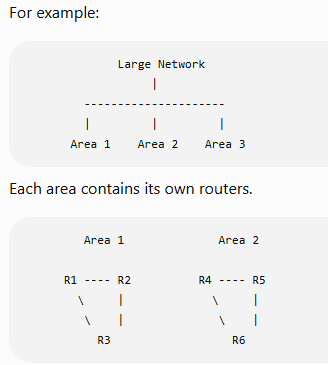 For example:
Large Network
|
---------------------
| | |
Area 1 Area 2 Area 3
Each area contains its own routers.
Area 1 Area 2
R1 ---- R2 R4 ---- R5
\ | \ |
\ | \ |
R3 R6